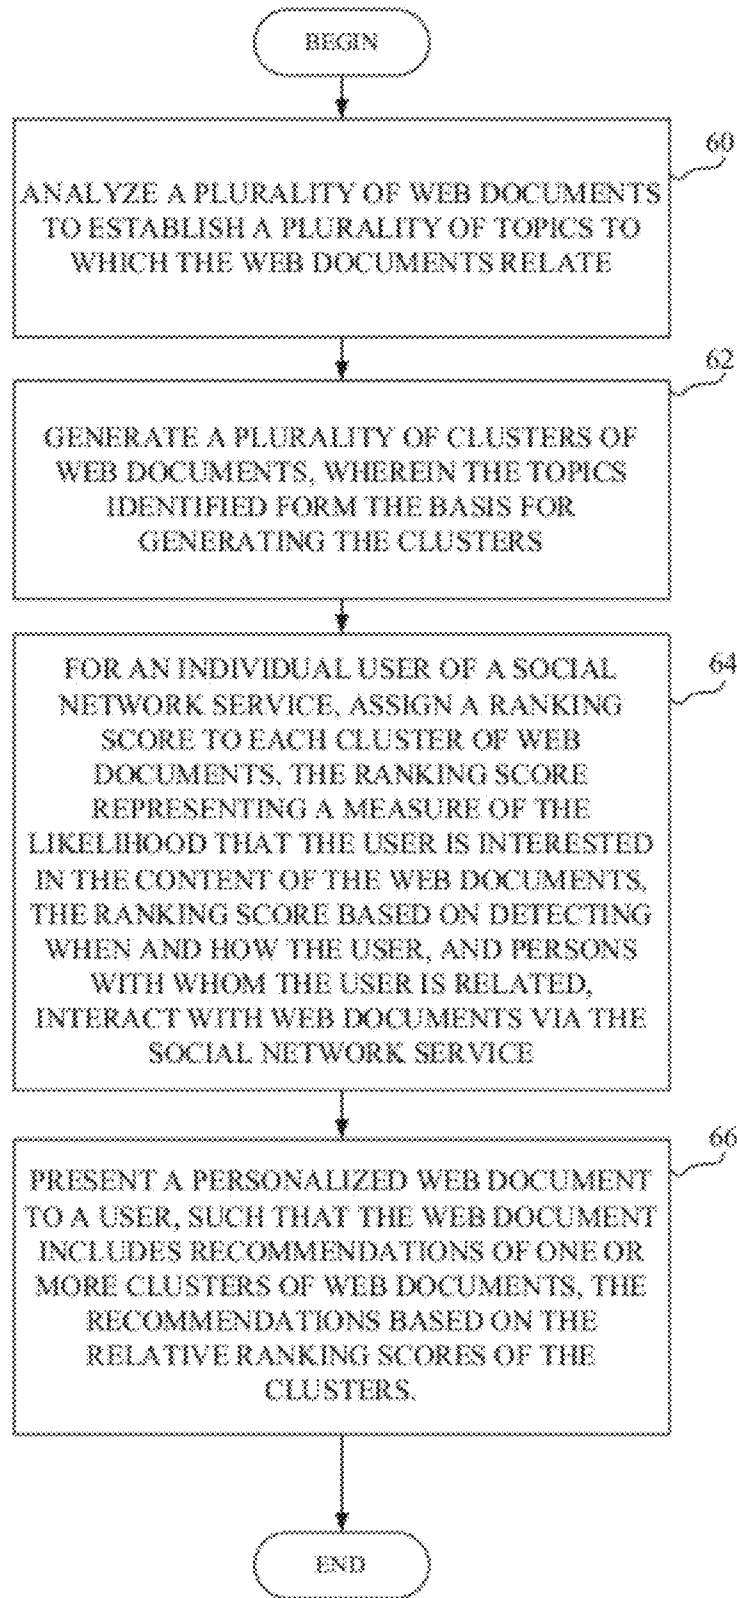 BEGIN
60
ANALYZE A PLURALITY OF WEB DOCUMENTS
TO ESTABLISH A PLURALITY OF TOPICS TO
WHICH THE WEB DOCUMENTS RELATE
62
GENERATE A PLURALITY OF CLUSTERS OF
WEB DOCUMENTS, WHEREIN THE TOPICS
IDENTIFIED FORM THE BASIS FOR
GENERATING THE CLUSTERS
64
FOR AN INDIVIDUAL USER OF A SOCIAL
NETWORK SERVICE, ASSIGN A RANKING
SCORE TO EACH CLUSTER OF WEB
DOCUMENTS, THE RANKING SCORE
REPRESENTING A MEASURE OF THE
LIKELIHOOD THAT THE USER IS INTERESTED
IN THE CONTENT OF THE WEB DOCUMENTS,
THE RANKING SCORE BASED ON DETECTING
WHEN AND HOW THE USER, AND PERSONS
WITH WHOM THE USER IS RELATED,
INTERACT WITH WEB DOCUMENTS VIA THE
SOCIAL NETWORK SERVICE
66
PRESENT A PERSONALIZED WEB DOCUMENT
TO A USER, SUCH THAT THE WEB DOCUMENT
INCLUDES RECOMMENDATIONS OF ONE OR
MORE CLUSTERS OF WEB DOCUMENTS, THE
RECOMMENDATIONS BASED ON THE
RELATIVE RANKING SCORES OF THE
CLUSTERS.
END